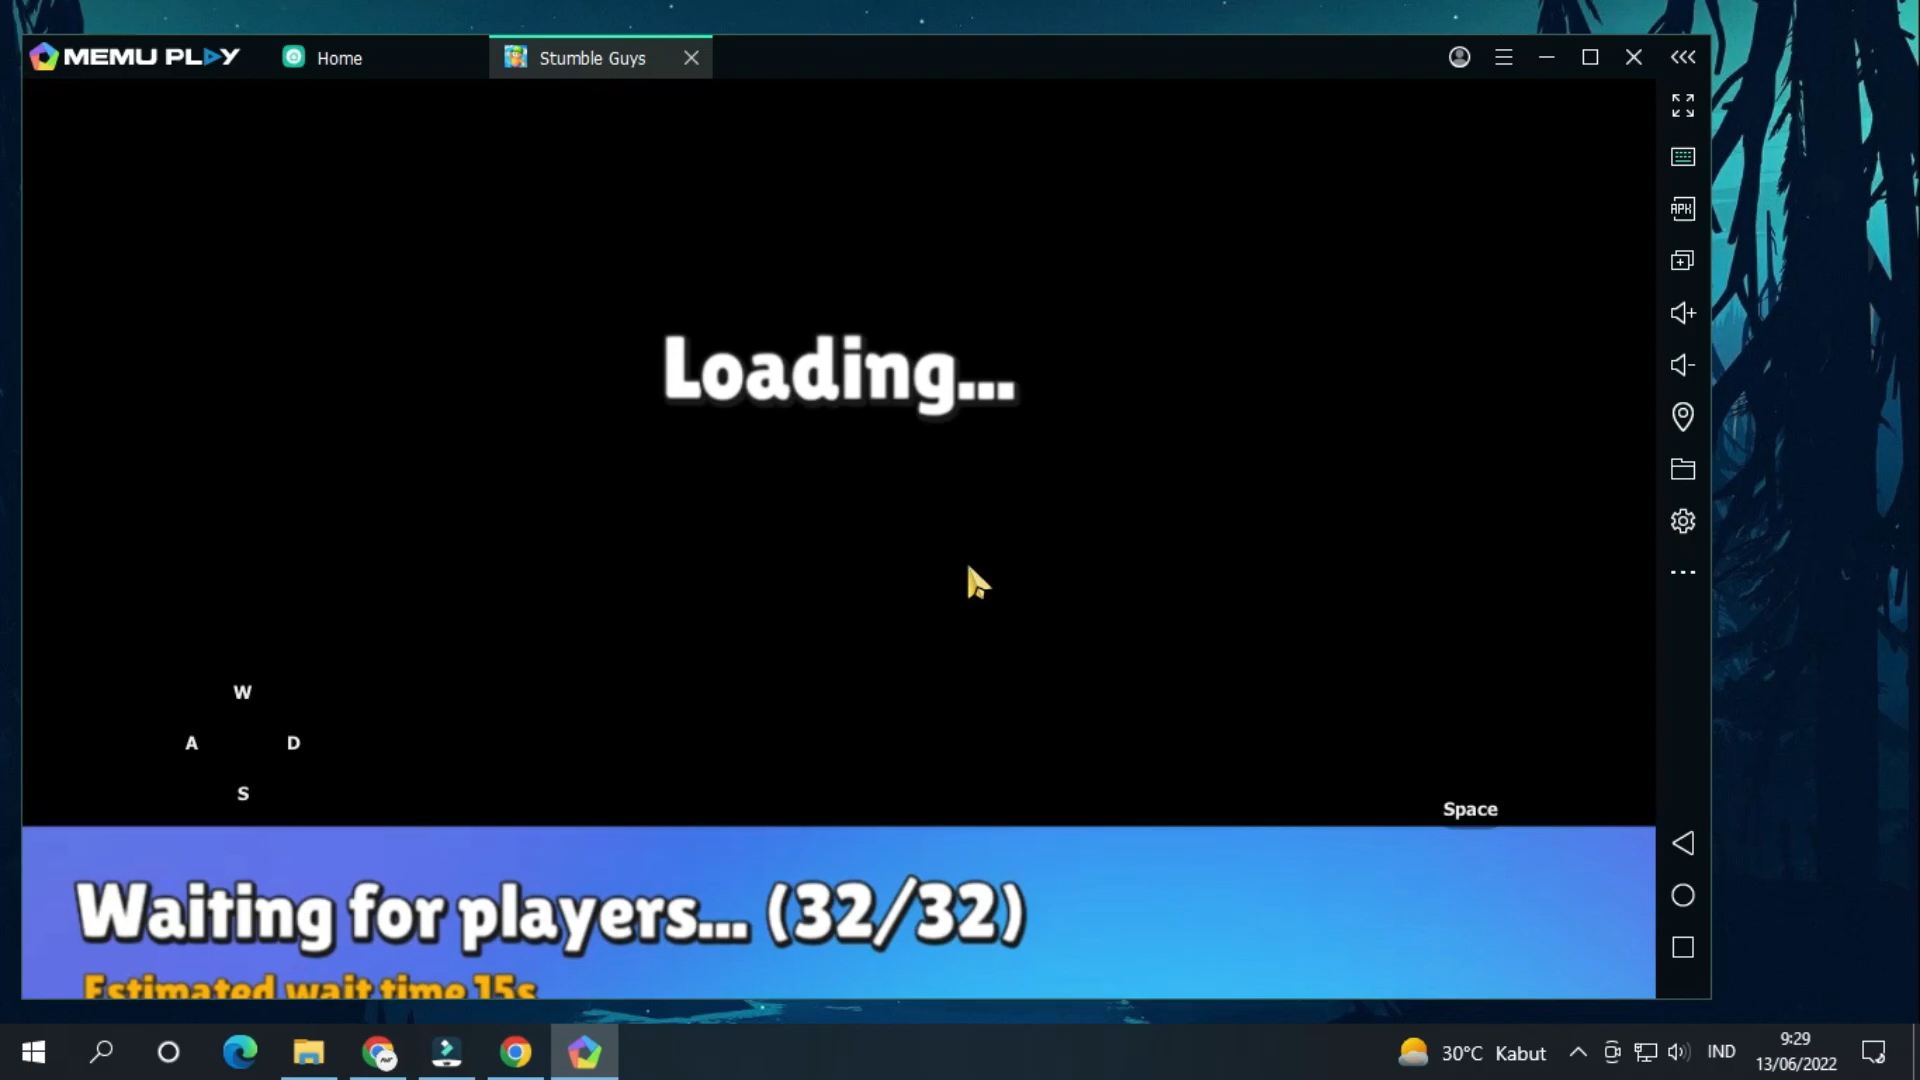 MEMU PLAY
Home
Stumble Guys
APK
Loading...
W
A D
S
Space
Waiting for players... (32/32)
Estimated wait time 15s
30°C Kabut
IND
9:29
13/06/2022